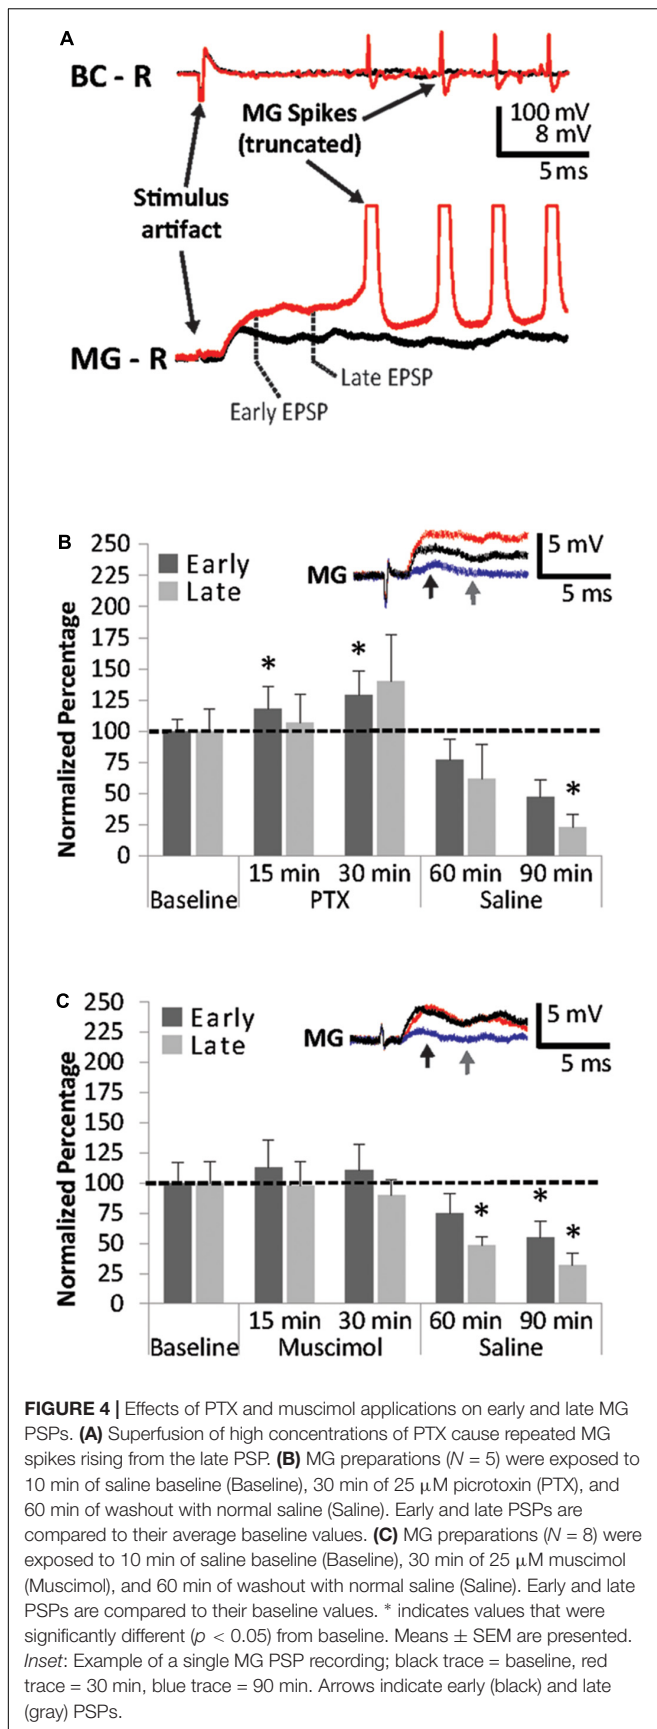 A
BC - R
MG Spikes
(truncated)
100 mV
8 mV
5 ms
Stimulus
artifact
MG - R
Late EPSP
Early EPSP
B
250
225
200
175
150
125
100
75
50
25
0
Normalized Percentage
Early
Late
MG
5 mV
5 ms
*
*
*
15 min
30 min
60 min
90 min
Baseline
PTX
Saline
C
250
225
200
175
150
125
100
75
50
25
0
Normalized Percentage
Early
Late
MG
5 mV
5 ms
*
*
*
15 min
30 min
60 min
90 min
Baseline
Muscimol
Saline
FIGURE 4 | Effects of PTX and muscimol applications on early and late MG
PSPs. (A) Superfusion of high concentrations of PTX cause repeated MG
spikes rising from the late PSP. (B) MG preparations (N = 5) were exposed to
10 min of saline baseline (Baseline), 30 min of 25 μM picrotoxin (PTX), and
60 min of washout with normal saline (Saline). Early and late PSPs are
compared to their average baseline values. (C) MG preparations (N = 8) were
exposed to 10 min of saline baseline (Baseline), 30 min of 25 μM muscimol
(Muscimol), and 60 min of washout with normal saline (Saline). Early and late
PSPs are compared to their baseline values. * indicates values that were
significantly different (p < 0.05) from baseline. Means ± SEM are presented.
Inset: Example of a single MG PSP recording; black trace = baseline, red
trace = 30 min, blue trace = 90 min. Arrows indicate early (black) and late
(gray) PSPs.